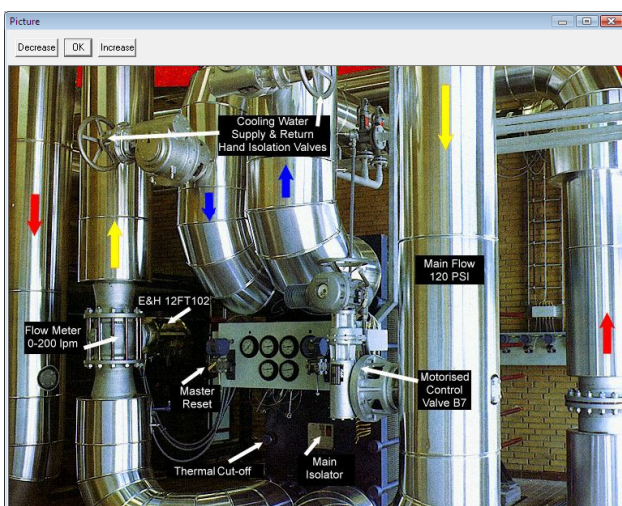 Picture
Decrease
OK
Increase
Cooling Water
Supply & Return
Hand Isolation Valves
Main Flow
120 PSI
E&H 12FT102
Flow Meter
0-200 lpm
Master
Reset
Motorised
Control
Valve B7
Thermal Cut-off
Main
Isolator